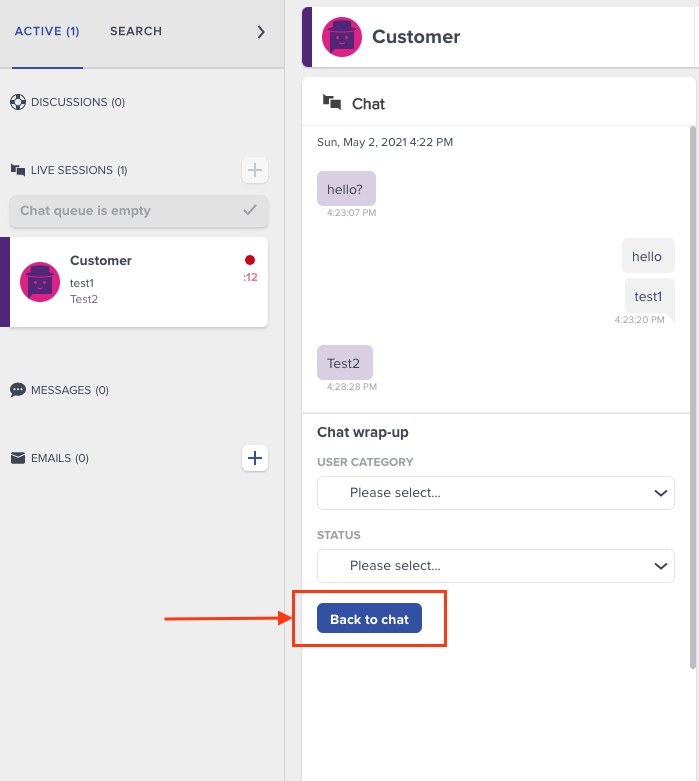 ACTIVE (1)
SEARCH
DISCUSSIONS (0)
LIVE SESSIONS (1)
Chat queue is empty
Customer
test1
Test2
:12
MESSAGES (0)
EMAILS (0)
Customer
Chat
Sun, May 2, 2021 4:22 PM
hello?
4:23:07 PM
hello
test1
4:23:20 PM
Test2
4:28:28 PM
Chat wrap-up
USER CATEGORY
Please select...
STATUS
Please select...
Back to chat